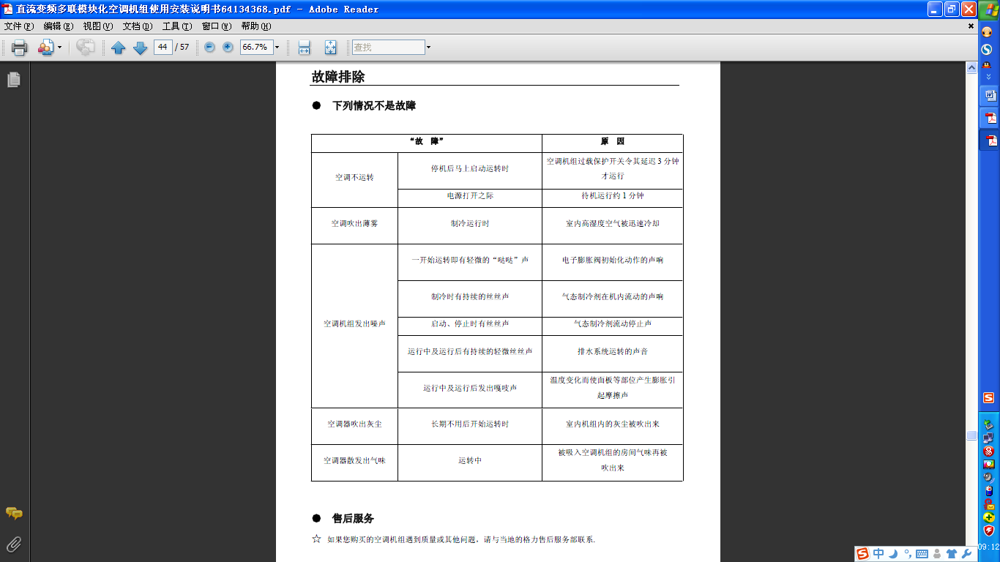 直流变频多联模块化空调机组使用安装说明书64134368.pdf - Adobe Reader
文件(F) 编辑(E) 视图(V) 文档(D) 工具(T) 窗口(W) 帮助(H)
44 / 57 66.7% 查找
故障排除
● 下列情况不是故障
“故 障” 原 因
空调不运转
停机后马上启动运转时
空调机组过载保护开关令其延迟 3 分钟
才运行
电源打开之际 待机运行约 1 分钟
空调吹出薄雾 制冷运行时 室内高湿度空气被迅速冷却
空调机组发出噪声
一开始运转即有轻微的“哒哒”声 电子膨胀阀初始化动作的声响
制冷时有持续的丝丝声 气态制冷剂在机内流动的声响
启动、停止时有丝丝声 气态制冷剂流动停止声
运行中及运行后有持续的轻微丝丝声 排水系统运转的声音
运行中及运行后发出嘎吱声
温度变化而使面板等部位产生膨胀引
起摩擦声
空调器吹出灰尘 长期不用后开始运转时 室内机组内的灰尘被吹出来
空调器散发出气味 运转中
被吸入空调机组的房间气味再被
吹出来
● 售后服务
☆ 如果您购买的空调机组遇到质量或其他问题，请与当地的格力售后服务部联系.
中
09:12